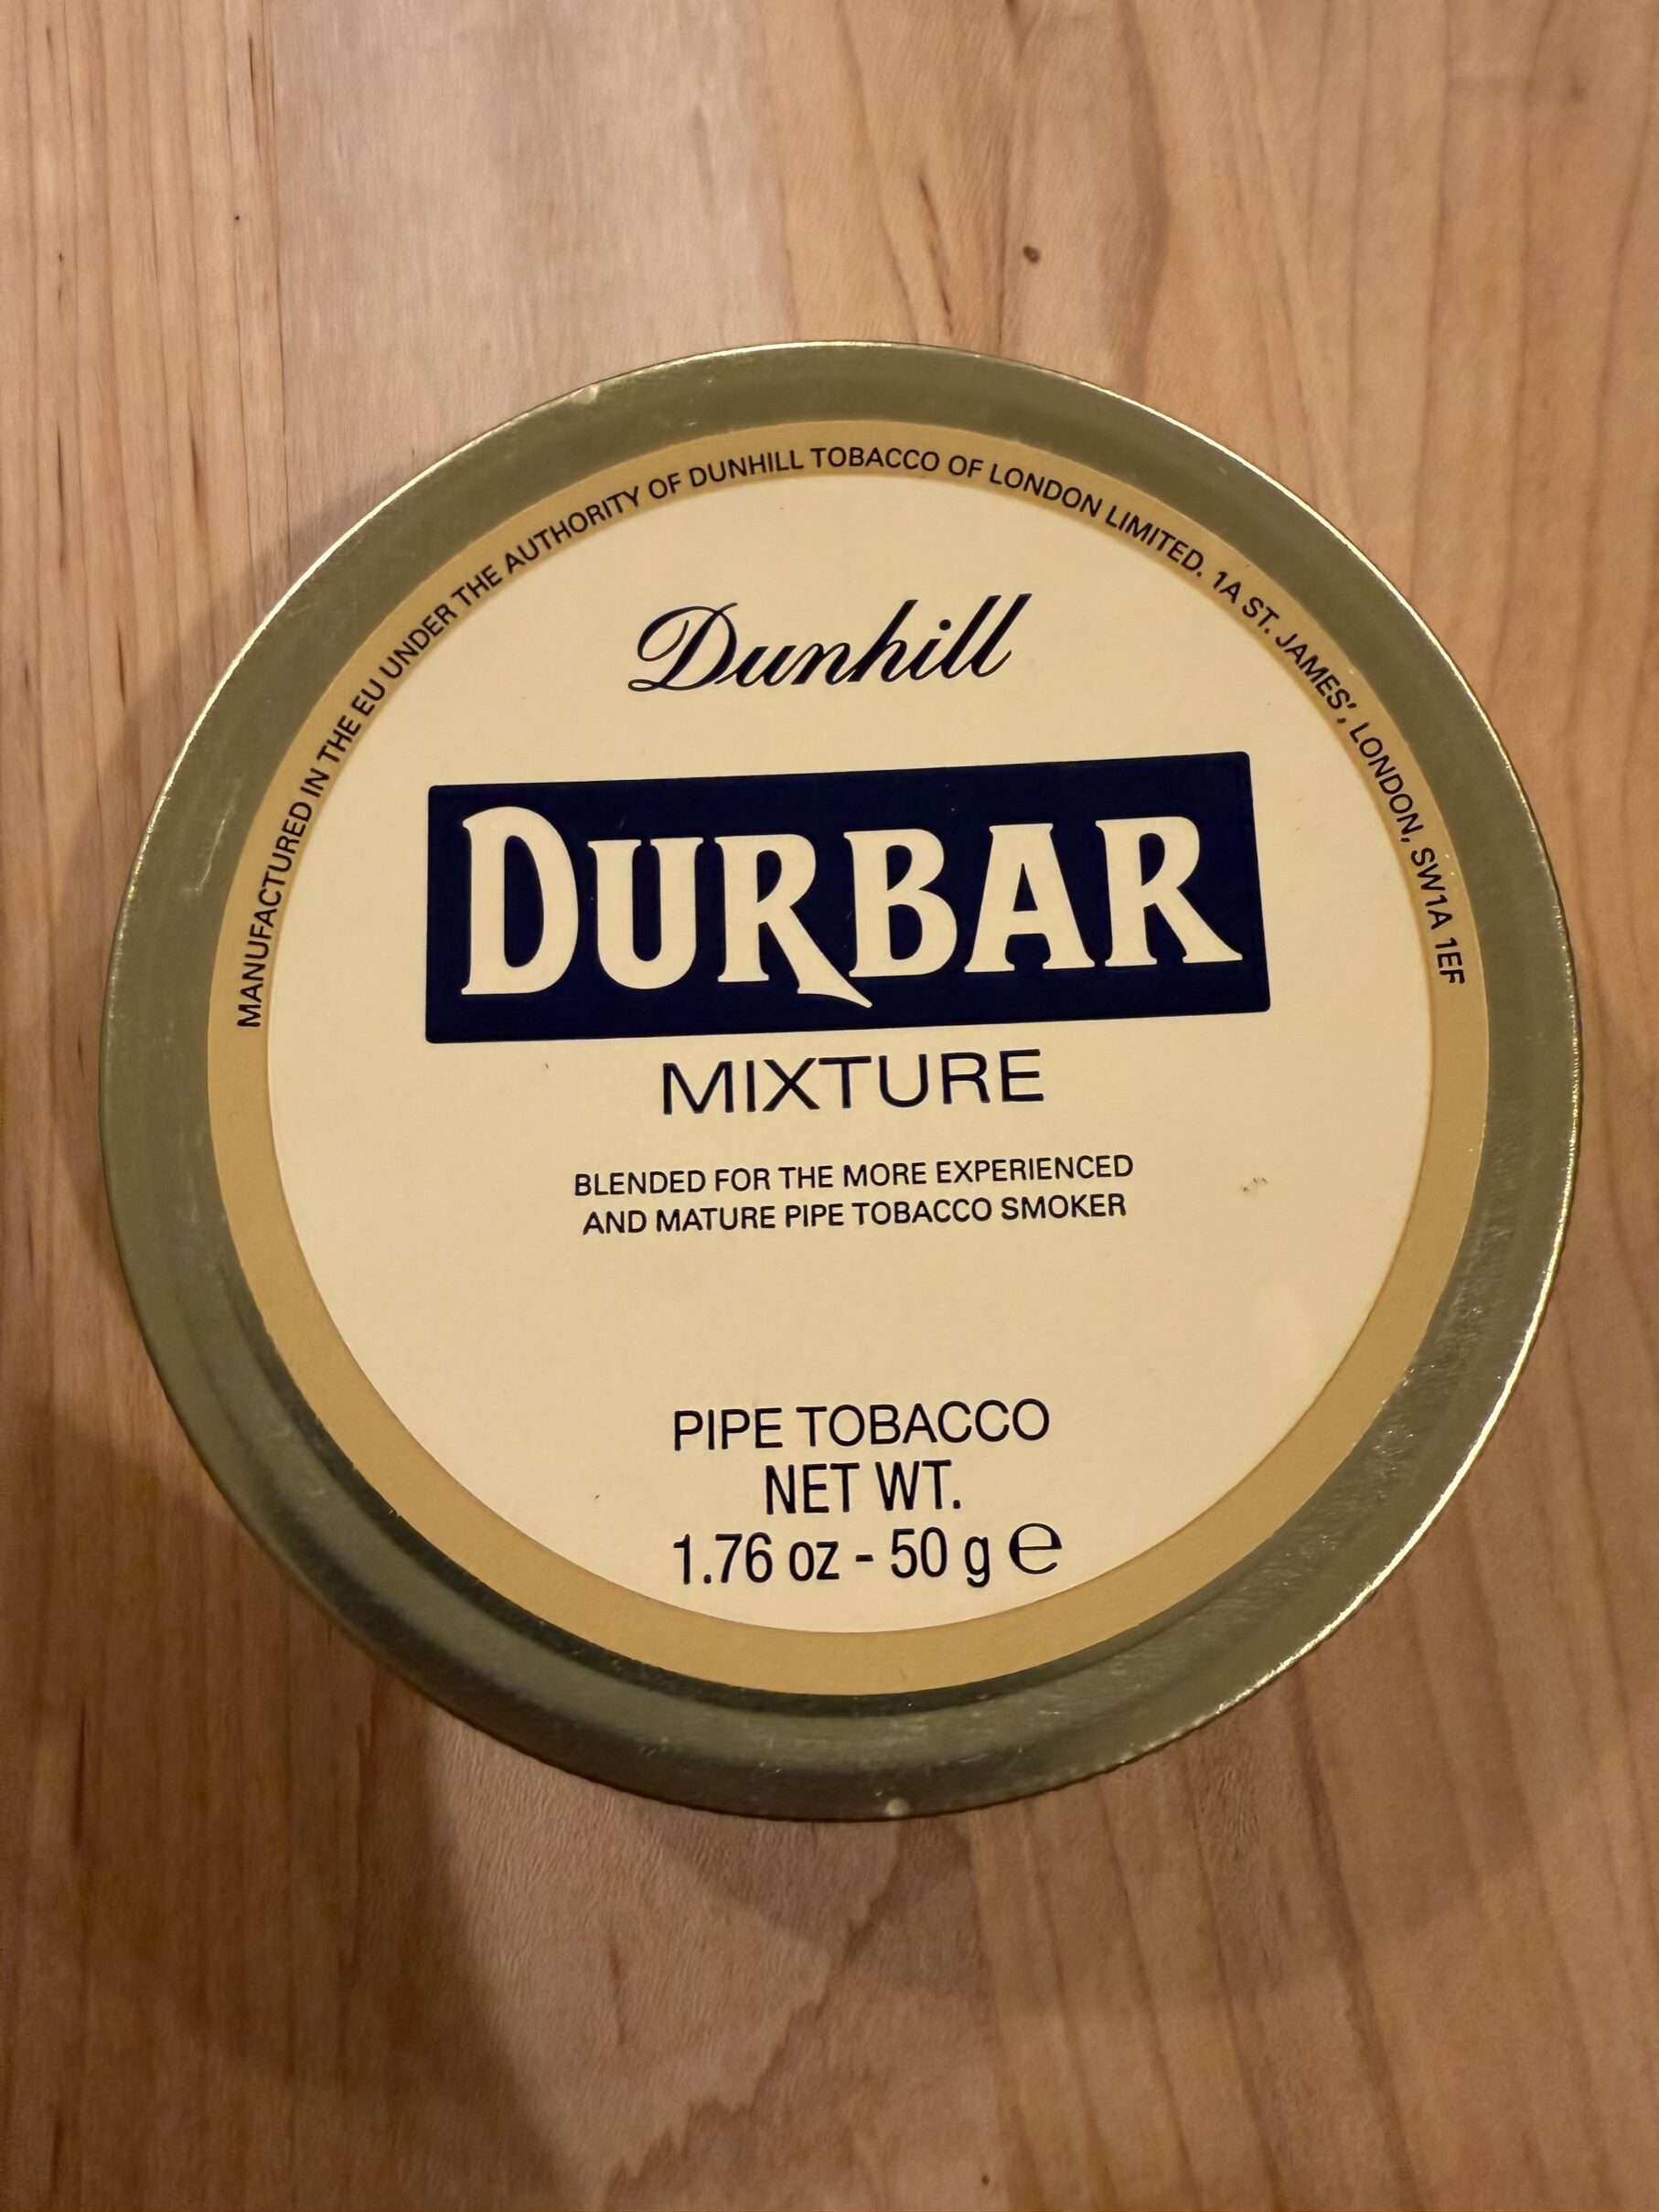 MANUFACTURED IN THE EU UNDER THE AUTHORITY OF DUNHILL TOBACCO OF LONDON LIMITED. 1A ST. JAMES', LONDON, SW1A 1EF
Dunhill
DURBAR
MIXTURE
BLENDED FOR THE MORE EXPERIENCED
AND MATURE PIPE TOBACCO SMOKER
PIPE TOBACCO
NET WT.
1.76 oz - 50 g ℮